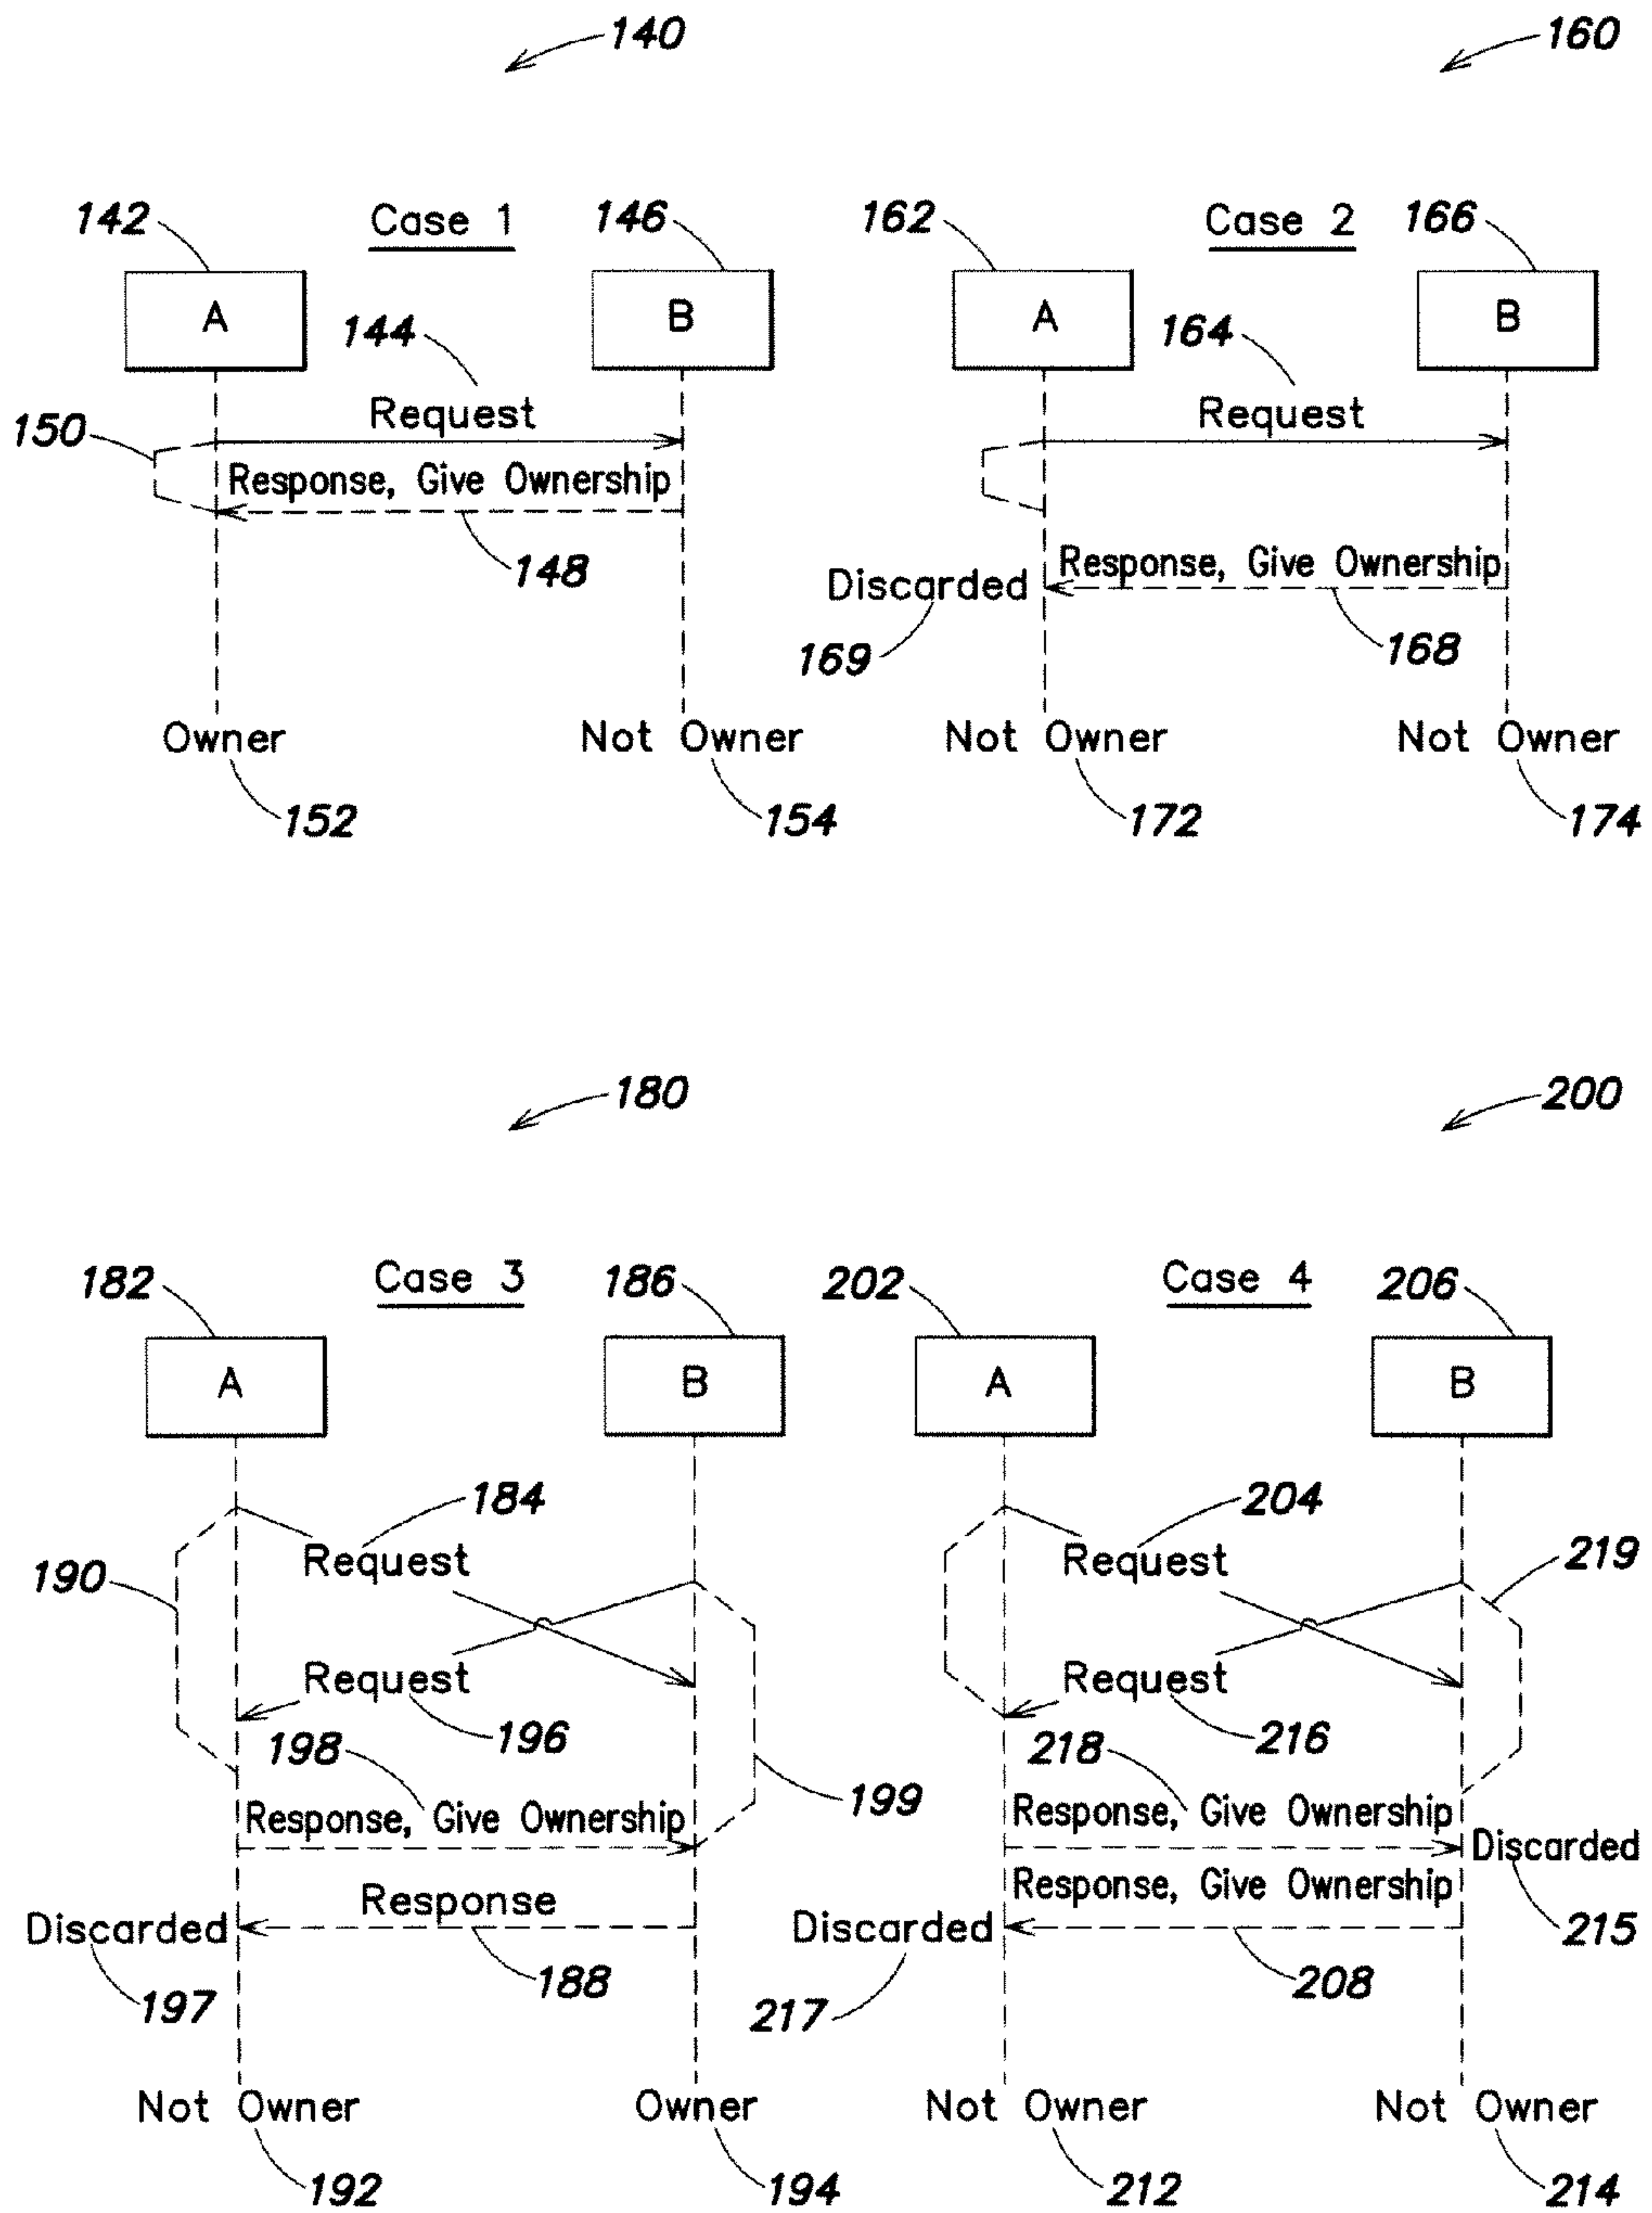 140
160
142
Case 1
146
162
Case 2
166
A
B
A
B
144
164
150
Request
Request
Response, Give Ownership
148
Response, Give Ownership
Discarded
169
168
Owner
Not Owner
Not Owner
Not Owner
152
154
172
174
180
200
182
Case 3
186
202
Case 4
206
A
B
A
B
184
204
190
Request
Request
219
Request
Request
198
196
218
216
199
Response, Give Ownership
Response, Give Ownership
Discarded
Response
Response, Give Ownership
Discarded
Discarded
215
197
188
217
208
Not Owner
Owner
Not Owner
Not Owner
192
194
212
214